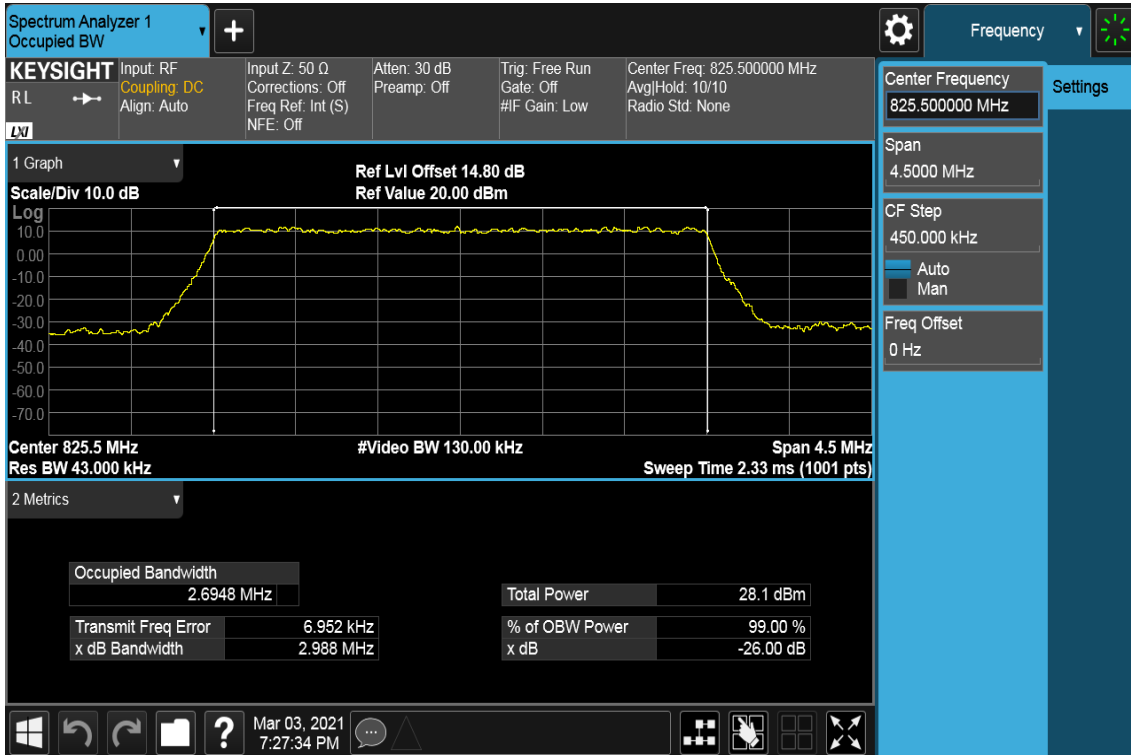 Spectrum Analyzer 1
Occupied BW
+
Frequency
KEYSIGHT
R L
LXI
Input: RF
Coupling: DC
Align: Auto
Input Z: 50 Ω
Corrections: Off
Freq Ref: Int (S)
NFE: Off
Atten: 30 dB
Preamp: Off
Trig: Free Run
Gate: Off
#IF Gain: Low
Center Freq: 825.500000 MHz
Avg|Hold: 10/10
Radio Std: None
Center Frequency
825.500000 MHz
Settings
Span
4.5000 MHz
CF Step
450.000 kHz
Auto
Man
Freq Offset
0 Hz
1 Graph
Ref Lvl Offset 14.80 dB
Scale/Div 10.0 dB
Ref Value 20.00 dBm
Log
10.0
0.00
-10.0
-20.0
-30.0
-40.0
-50.0
-60.0
-70.0
Center 825.5 MHz
#Video BW 130.00 kHz
Span 4.5 MHz
Res BW 43.000 kHz
Sweep Time 2.33 ms (1001 pts)
2 Metrics
Occupied Bandwidth
2.6948 MHz
Total Power 28.1 dBm
Transmit Freq Error 6.952 kHz
% of OBW Power 99.00 %
x dB Bandwidth 2.988 MHz
x dB -26.00 dB
?
Mar 03, 2021
7:27:34 PM